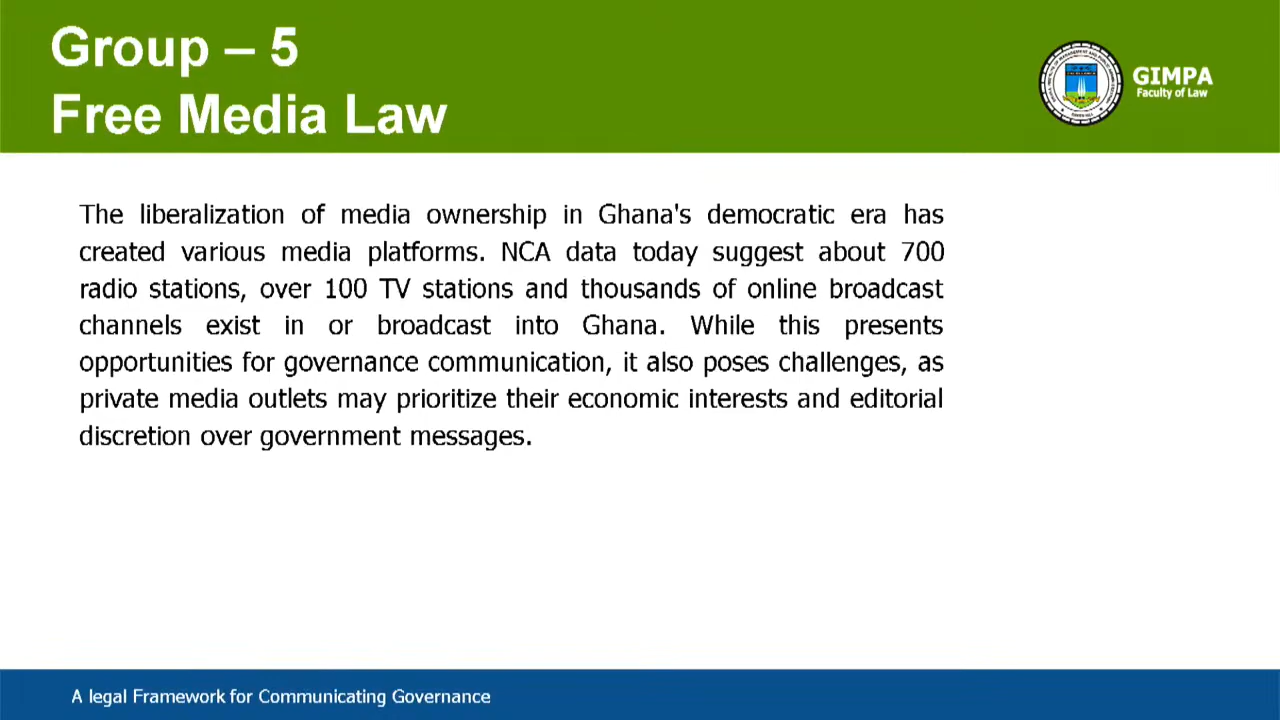 Group – 5
Free Media Law
GIMPA
Faculty of Law
The liberalization of media ownership in Ghana's democratic era has
created various media platforms. NCA data today suggest about 700
radio stations, over 100 TV stations and thousands of online broadcast
channels exist in or broadcast into Ghana. While this presents
opportunities for governance communication, it also poses challenges, as
private media outlets may prioritize their economic interests and editorial
discretion over government messages.
A legal Framework for Communicating Governance